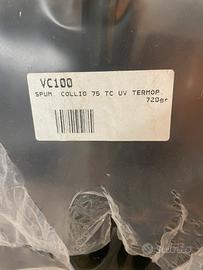 VC100
SPUM. COLLIO 75 TC UV TERMOP.
720gr
subito